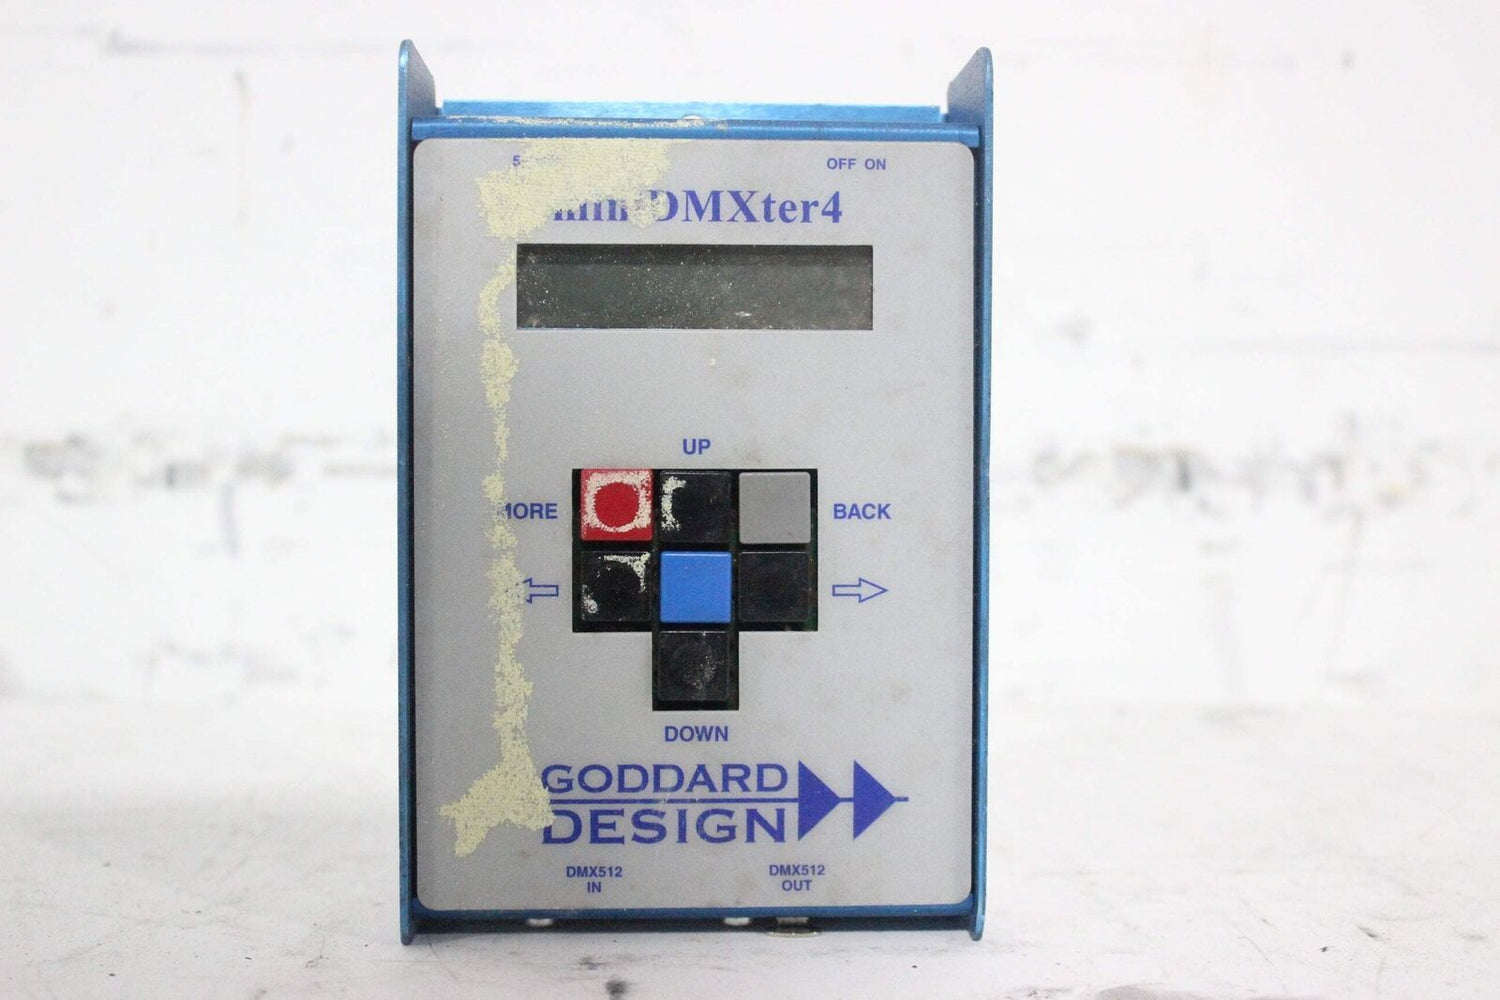 OFF ON
DMXter4
UP
BACK
DOWN
GODDARD
DESIGN
DMX512
IN
DMX512
OUT